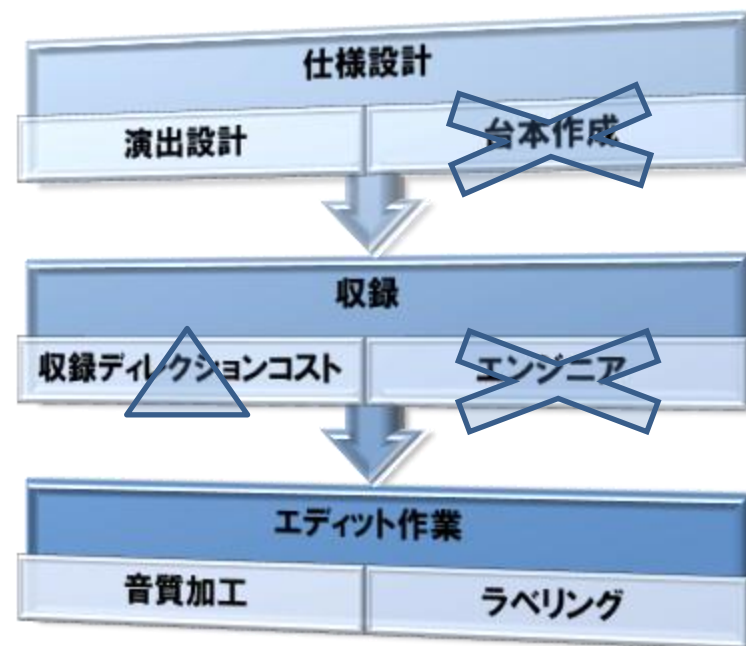 仕様設計
演出設計
台本作成
収録
収録ディレクションコスト
エンジニア
エディット作業
音質加工
ラベリング